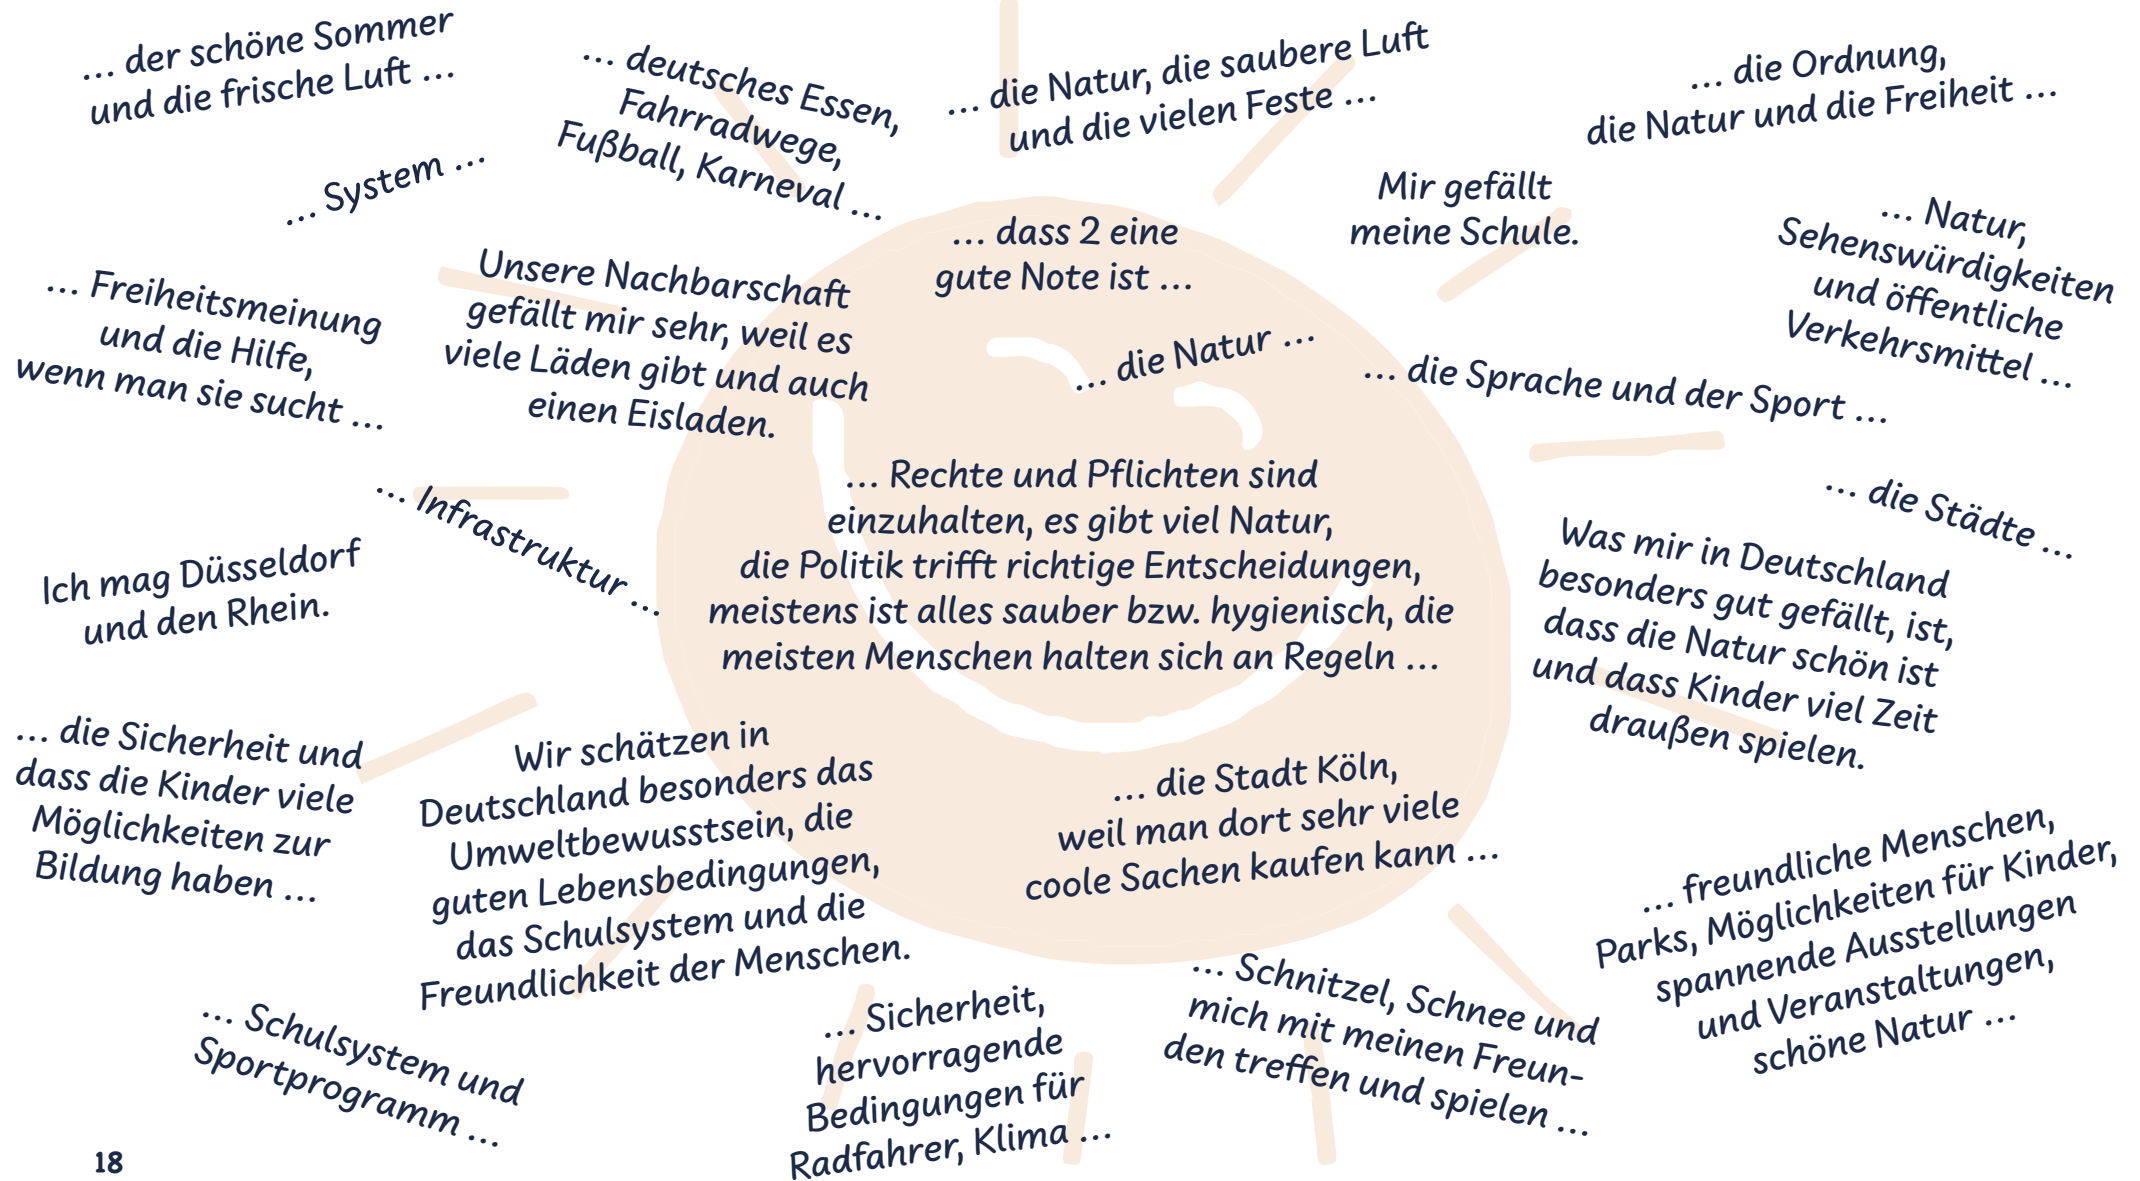 ... der schöne Sommer
und die frische Luft ...
... deutsches Essen,
Fahrradwege,
Fußball, Karneval ...
... die Natur, die saubere Luft
und die vielen Feste ...
... die Ordnung,
die Natur und die Freiheit ...
... System ...
Mir gefällt
meine Schule.
... dass 2 eine
gute Note ist ...
... Natur,
Sehenswürdigkeiten
und öffentliche
Verkehrsmittel ...
... Freiheitsmeinung
und die Hilfe,
wenn man sie sucht ...
Unsere Nachbarschaft
gefällt mir sehr, weil es
viele Läden gibt und auch
einen Eisladen.
... die Natur ...
... die Sprache und der Sport ...
... Infrastruktur ...
... Rechte und Pflichten sind
einzuhalten, es gibt viel Natur,
die Politik trifft richtige Entscheidungen,
meistens ist alles sauber bzw. hygienisch, die
meisten Menschen halten sich an Regeln ...
... die Städte ...
Ich mag Düsseldorf
und den Rhein.
Was mir in Deutschland
besonders gut gefällt, ist,
dass die Natur schön ist
und dass Kinder viel Zeit
draußen spielen.
... die Sicherheit und
dass die Kinder viele
Möglichkeiten zur
Bildung haben ...
Wir schätzen in
Deutschland besonders das
Umweltbewusstsein, die
guten Lebensbedingungen,
das Schulsystem und die
Freundlichkeit der Menschen.
... die Stadt Köln,
weil man dort sehr viele
coole Sachen kaufen kann ...
... freundliche Menschen,
Parks, Möglichkeiten für Kinder,
spannende Ausstellungen
und Veranstaltungen,
schöne Natur ...
... Schulsystem und
Sportprogramm ...
... Sicherheit,
hervorragende
Bedingungen für
Radfahrer, Klima ...
... Schnitzel, Schnee und
mich mit meinen Freun-
den treffen und spielen ...
18